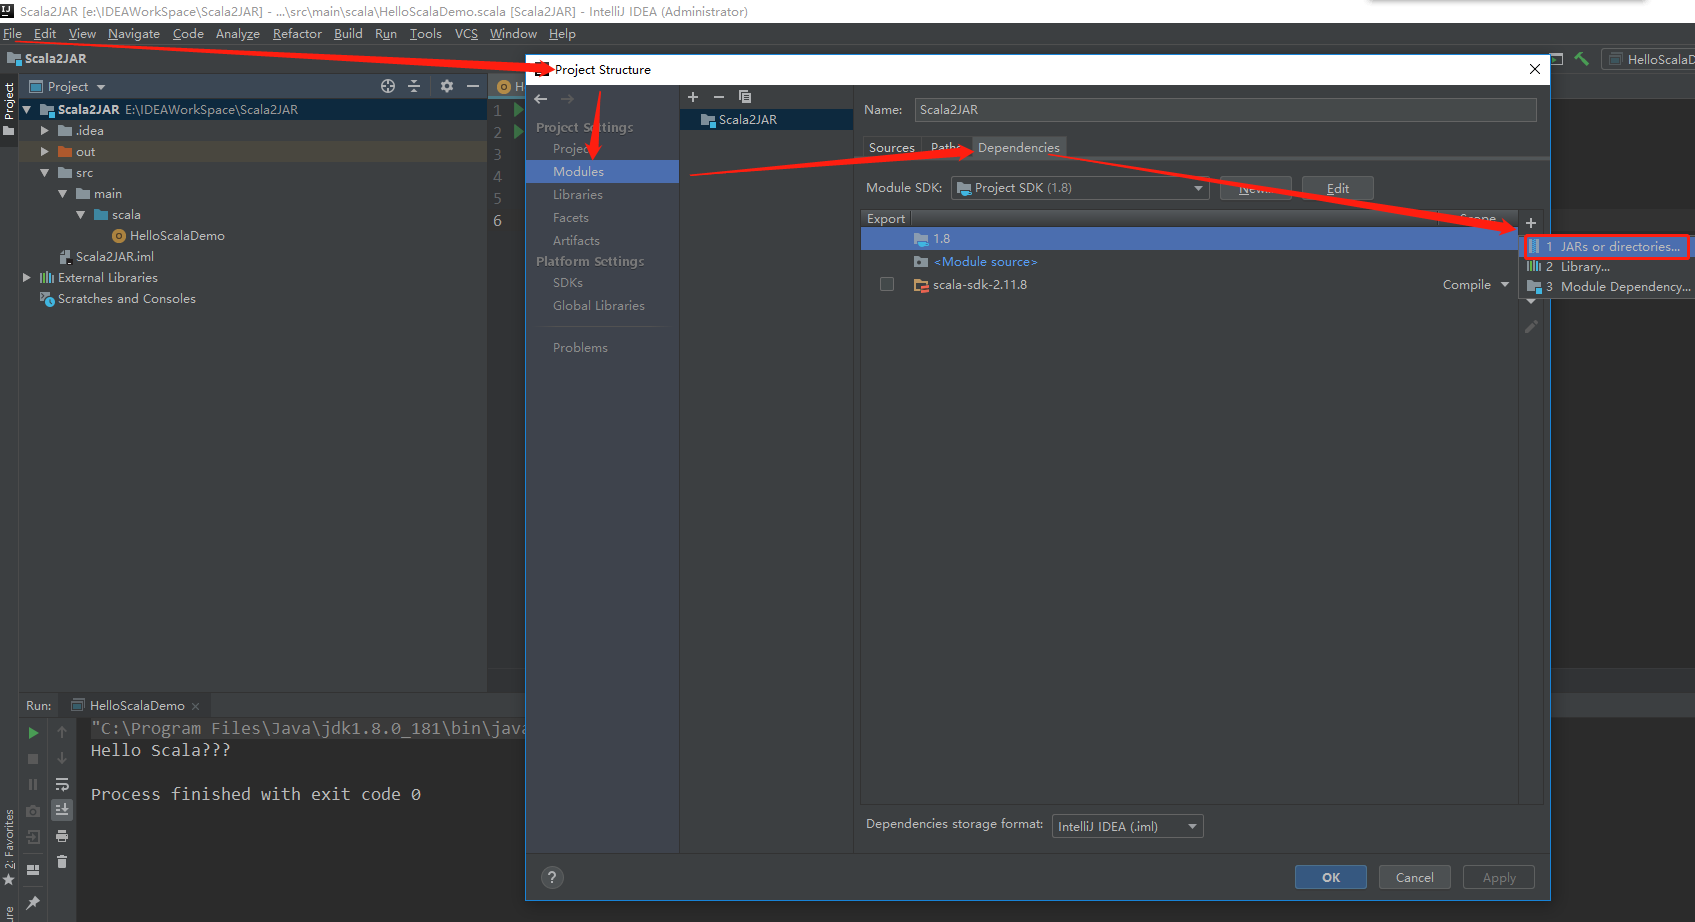 Scala2JAR [e:\IDEAWorkSpace\Scala2JAR] - ...\src\main\scala\HelloScalaDemo.scala [Scala2JAR] - IntelliJ IDEA (Administrator)
File Edit View Navigate Code Analyze Refactor Build Run Tools VCS Window Help
Scala2JAR
HelloScalaD
Project
Project
Scala2JAR E:\IDEAWorkSpace\Scala2JAR
.idea
out
src
main
scala
HelloScalaDemo
Scala2JAR.iml
External Libraries
Scratches and Consoles
1
2
3
4
5
6
Project Structure
Project Settings
Project
Modules
Libraries
Facets
Artifacts
Platform Settings
SDKs
Global Libraries
Problems
Scala2JAR
Name: Scala2JAR
Sources Paths Dependencies
Module SDK: Project SDK (1.8) New... Edit
Export Scope
1.8
<Module source>
scala-sdk-2.11.8 Compile
1 JARs or directories...
2 Library...
3 Module Dependency...
Dependencies storage format: IntelliJ IDEA (.iml)
? OK Cancel Apply
Run: HelloScalaDemo
"C:\Program Files\Java\jdk1.8.0_181\bin\java
Hello Scala???
Process finished with exit code 0
2: Favorites